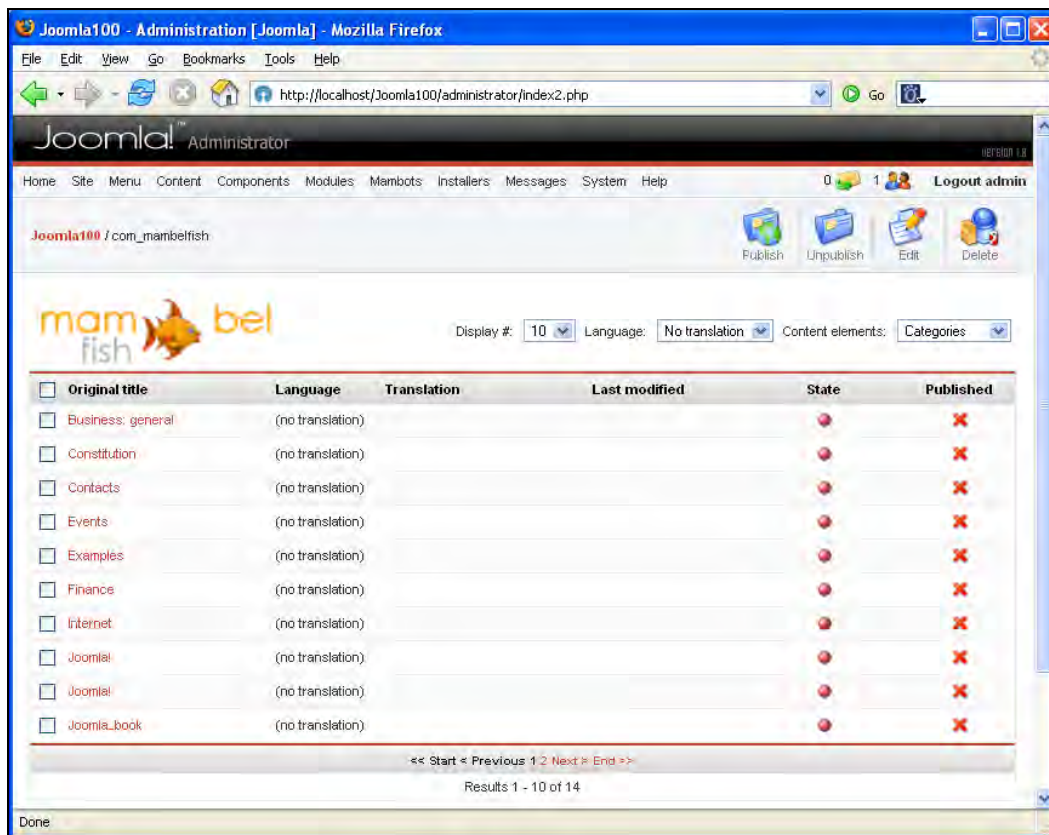 Joomla100 - Administration [Joomla] - Mozilla Firefox
File Edit View Go Bookmarks Tools Help
http://localhost/Joomla100/administrator/index2.php Go
Joomla!™ Administrator
version 1.0
Home Site Menu Content Components Modules Mambots Installers Messages System Help 0 1 Logout admin
Joomla100 / com_mambelfish
Publish Unpublish Edit Delete
mam bel
fish
Display #: 10 Language: No translation Content elements: Categories
Original title Language Translation Last modified State Published
Business: general (no translation)
Constitution (no translation)
Contacts (no translation)
Events (no translation)
Examples (no translation)
Finance (no translation)
Internet (no translation)
Joomla! (no translation)
Joomla! (no translation)
Joomla_book (no translation)
<< Start < Previous 1 2 Next > End >>
Results 1 - 10 of 14
Done